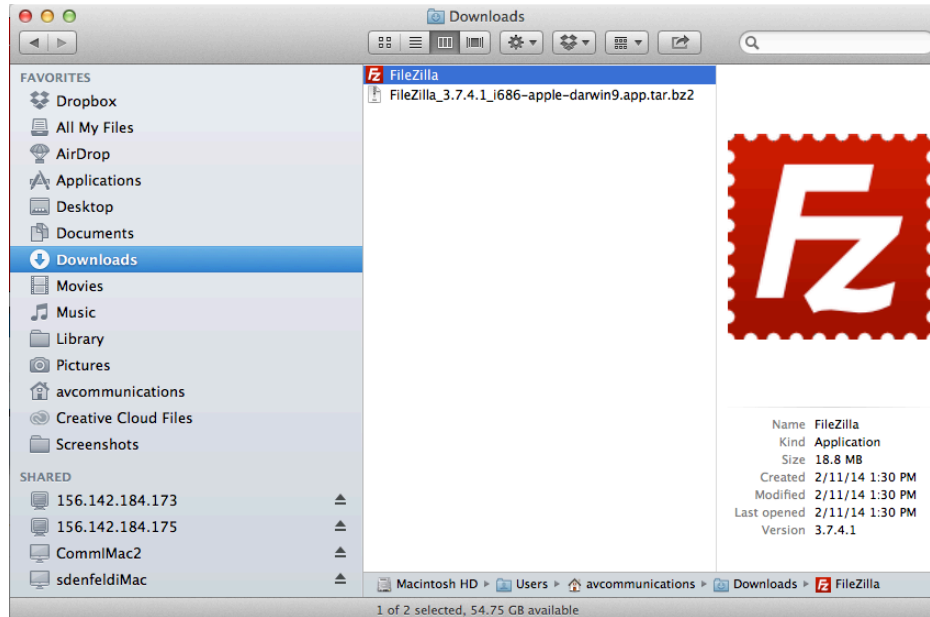 Downloads
FAVORITES
Dropbox
All My Files
AirDrop
Applications
Desktop
Documents
Downloads
Movies
Music
Library
Pictures
avcommunications
Creative Cloud Files
Screenshots
SHARED
156.142.184.173
156.142.184.175
CommIMac2
sdenfeldiMac
FileZilla
FileZilla_3.7.4.1_i686-apple-darwin9.app.tar.bz2
Fz
Name FileZilla
Kind Application
Size 18.8 MB
Created 2/11/14 1:30 PM
Modified 2/11/14 1:30 PM
Last opened 2/11/14 1:30 PM
Version 3.7.4.1
Macintosh HD ▸ Users ▸ avcommunications ▸ Downloads ▸ FileZilla
1 of 2 selected, 54.75 GB available